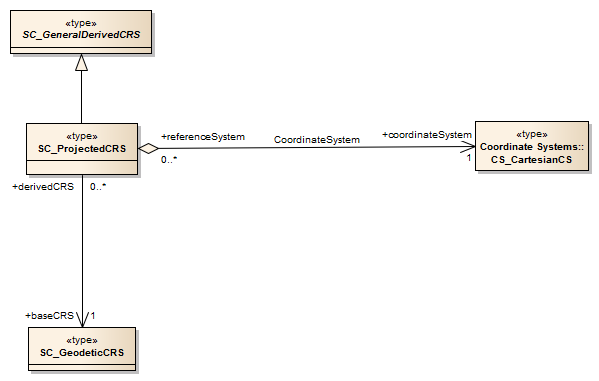 «type»
SC_GeneralDerivedCRS
«type»
SC_ProjectedCRS
+referenceSystem
CoordinateSystem
+coordinateSystem
0..*
1
«type»
Coordinate Systems::
CS_CartesianCS
+derivedCRS
0..*
+baseCRS
1
«type»
SC_GeodeticCRS